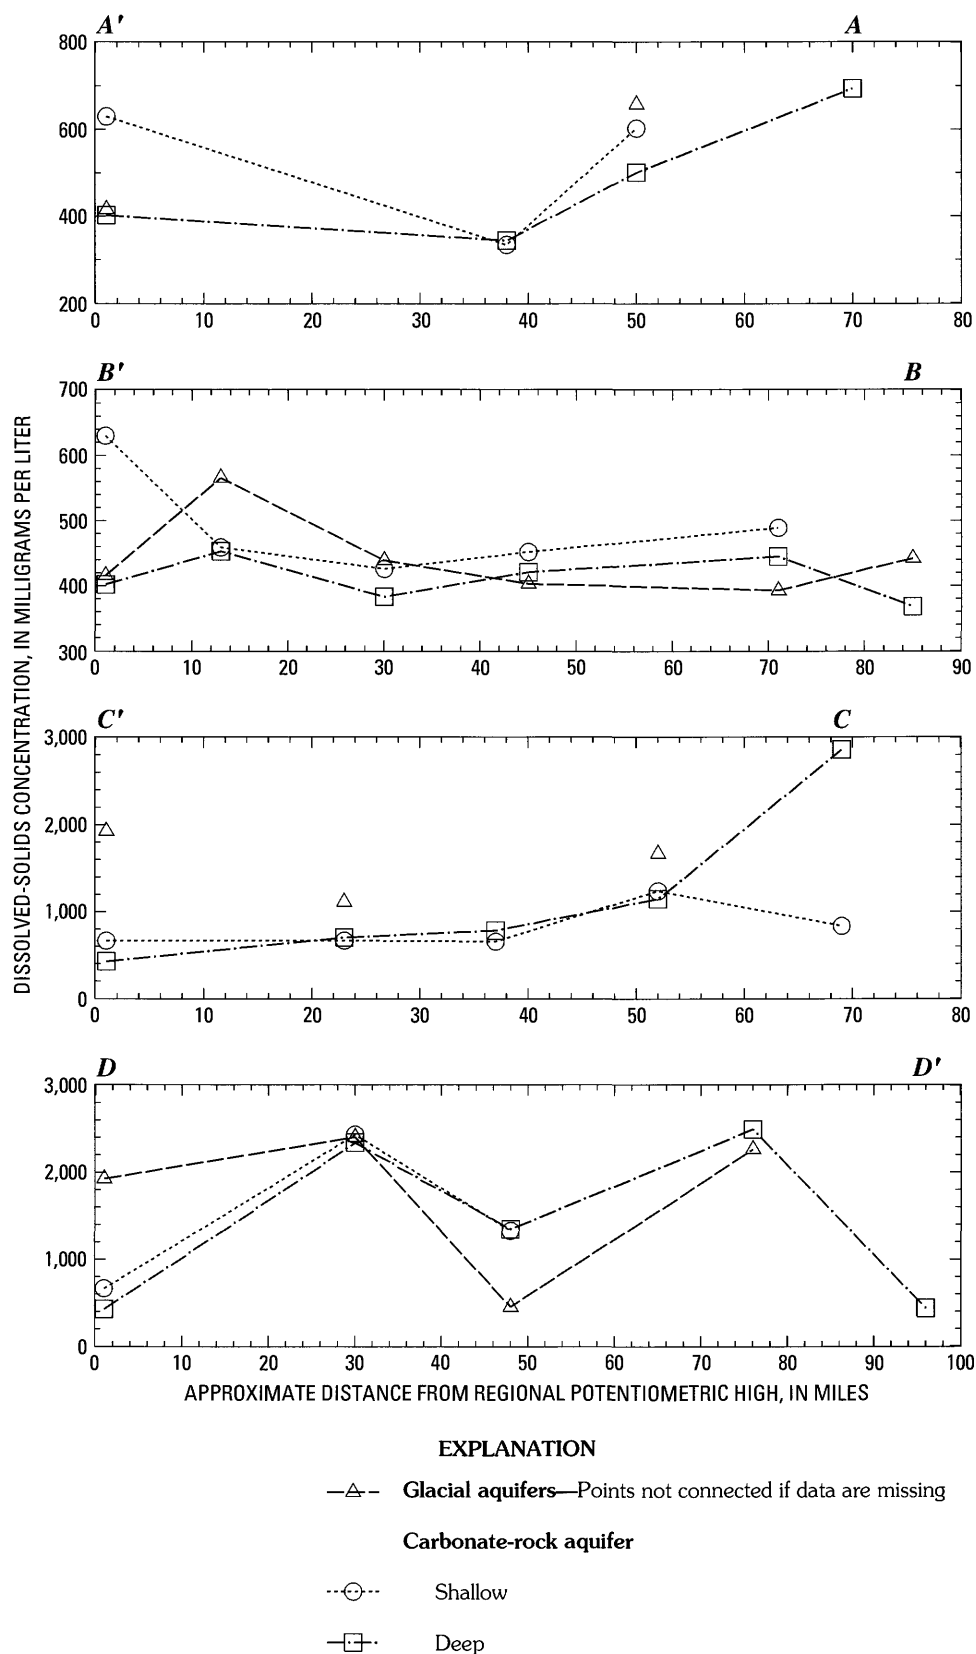 A' A
800
600
400
200
0 10 20 30 40 50 60 70 80
B' B
700
600
500
400
300
0 10 20 30 40 50 60 70 80 90
C' C
3,000
2,000
1,000
0
0 10 20 30 40 50 60 70 80
D D'
3,000
2,000
1,000
0
0 10 20 30 40 50 60 70 80 90 100
DISSOLVED-SOLIDS CONCENTRATION, IN MILLIGRAMS PER LITER
APPROXIMATE DISTANCE FROM REGIONAL POTENTIOMETRIC HIGH, IN MILES
EXPLANATION
Glacial aquifers—Points not connected if data are missing
Carbonate-rock aquifer
Shallow
Deep